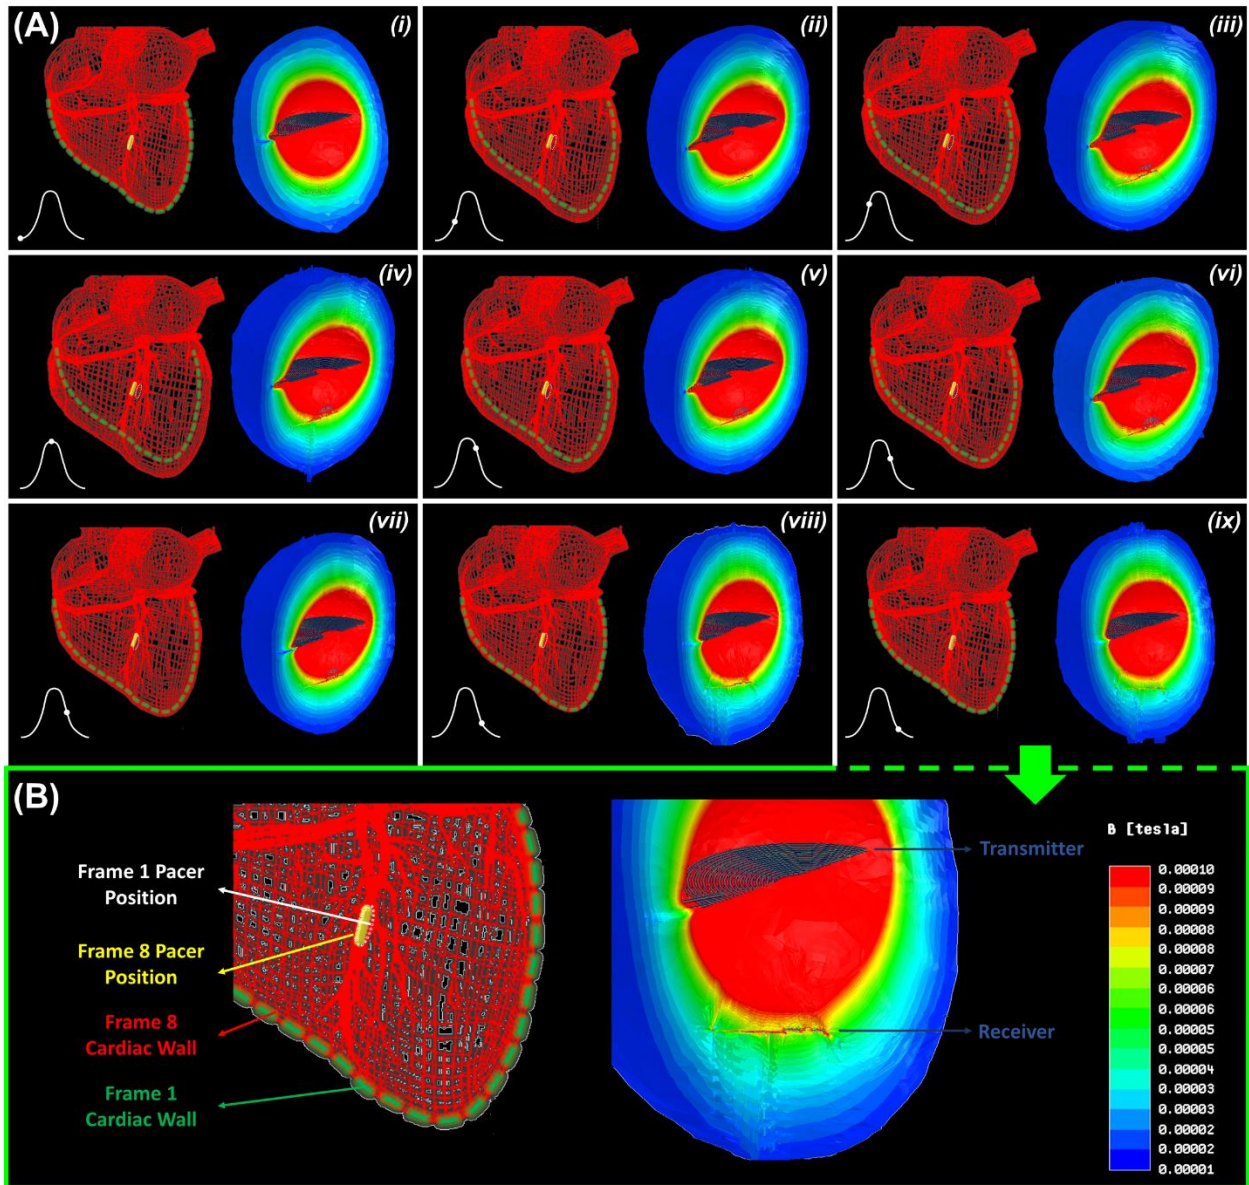 (A)
(i)
(ii)
(iii)
(iv)
(v)
(vi)
(vii)
(viii)
(ix)
(B)
Frame 1 Pacer
Position
Frame 8 Pacer
Position
Frame 8
Cardiac Wall
Frame 1
Cardiac Wall
Transmitter
Receiver
B [tesla]
0.00010
0.00009
0.00009
0.00008
0.00008
0.00007
0.00006
0.00006
0.00005
0.00005
0.00004
0.00003
0.00003
0.00002
0.00002
0.00001